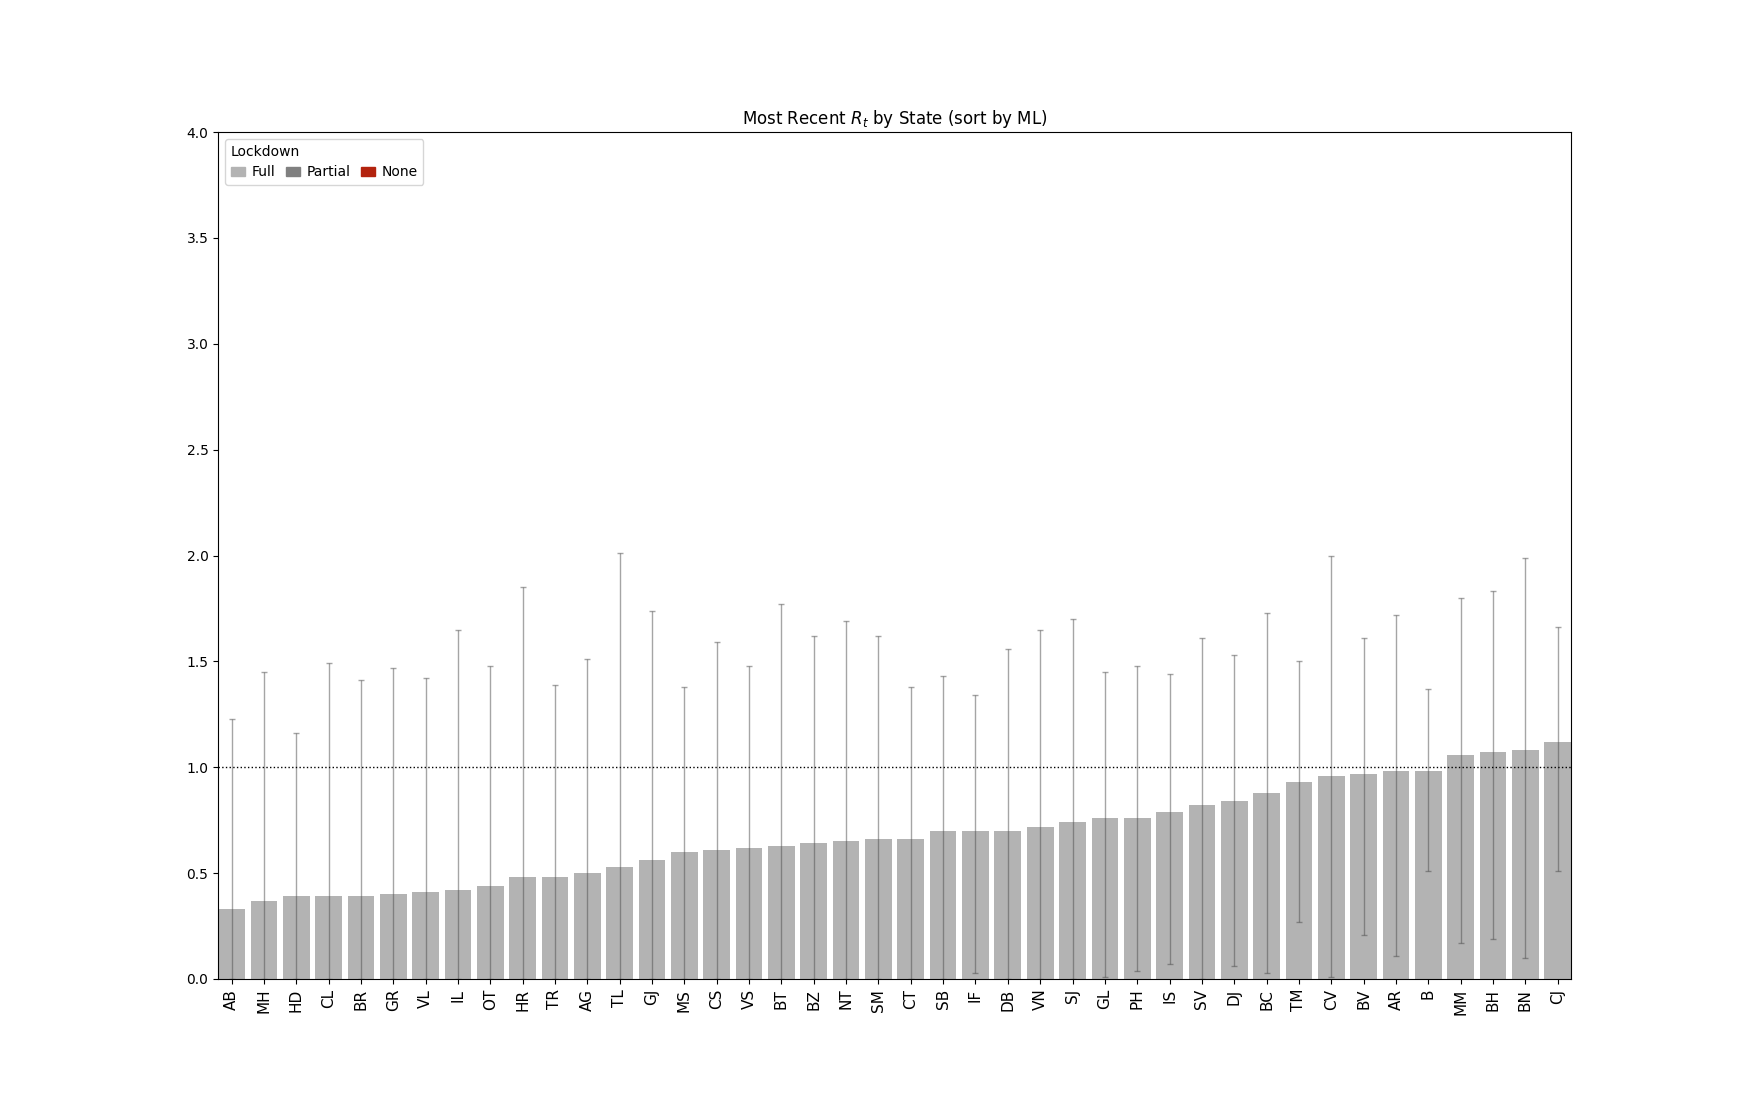 Most Recent Rt by State (sort by ML)
Lockdown
Full Partial None
4.0
3.5
3.0
2.5
2.0
1.5
1.0
0.5
0.0
AB MH HD CL BR GR VL IL OT HR TR AG TL GJ MS CS VS BT BZ NT SM CT SB IF DB VN SJ GL PH IS SV DJ BC TM CV BV AR B MM BH BN CJ